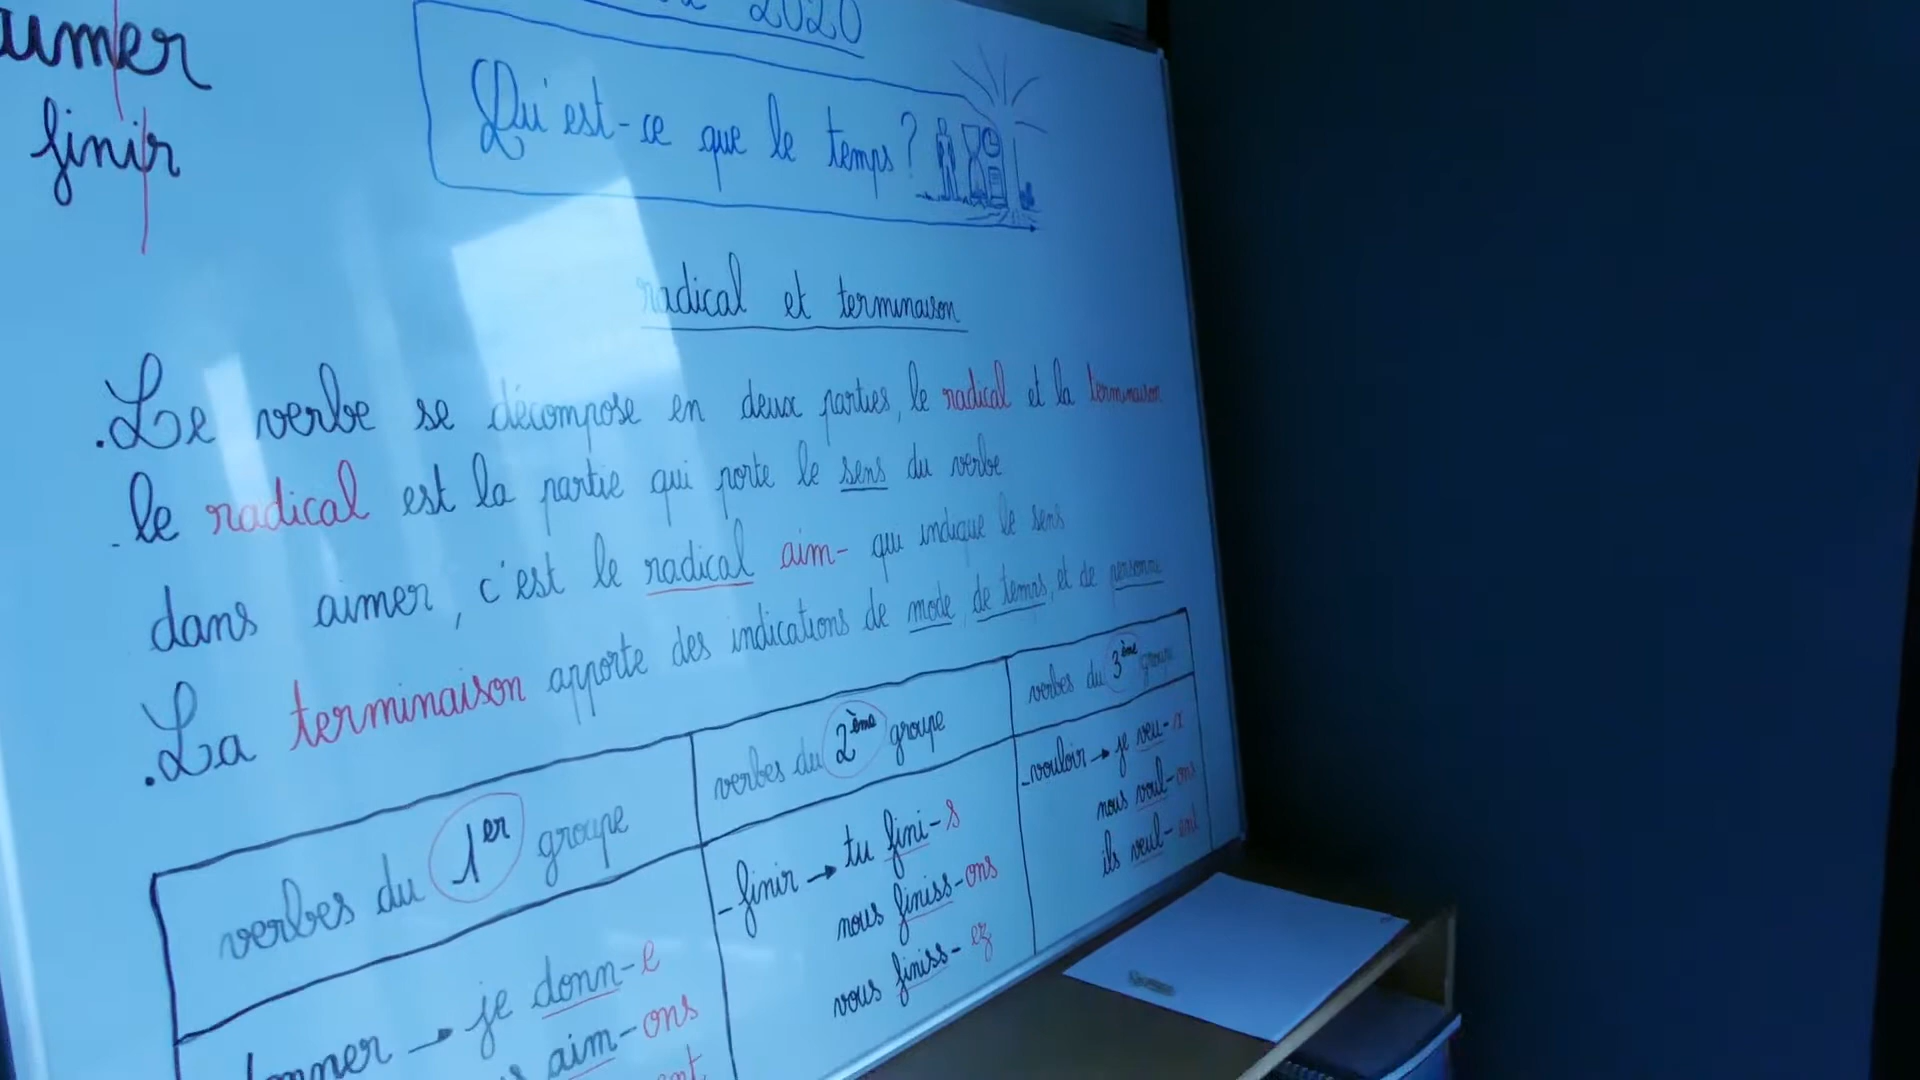 2020
aimer
finir
Qu'est-ce que le temps ?
radical et terminaison
. Le verbe se décompose en deux parties, le radical et la terminaison
- le radical est la partie qui porte le sens du verbe
dans aimer, c'est le radical aim- qui indique le sens
. La terminaison apporte des indications de mode, de temps, et de personne
verbes du 1er groupe
verbes du 2ème groupe
verbes du 3ème groupe
je donn-e
aim-ons
- finir → tu fini-s
nous finiss-ons
vous finiss-ez
- vouloir → je veu-x
nous voul-ons
ils veul-ent